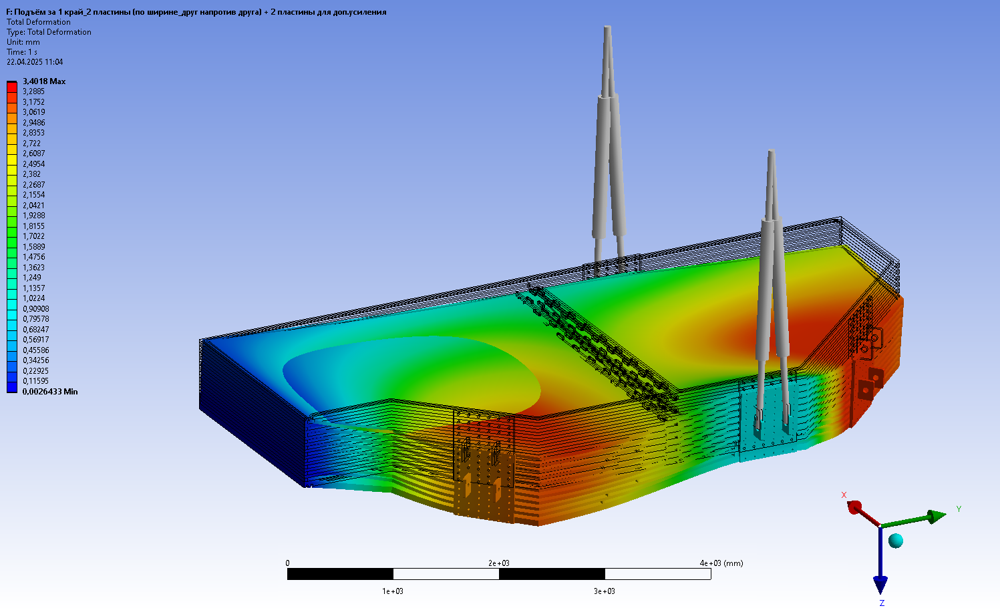 F: Подъём за 1 край_2 пластины (по ширине_друг напротив друга) + 2 пластины для доп.усиления
Total Deformation
Type: Total Deformation
Unit: mm
Time: 1 s
22.04.2025 11:04
3,4018 Max
3,2885
3,1752
3,0619
2,9486
2,8353
2,722
2,6087
2,4954
2,382
2,2687
2,1554
2,0421
1,9288
1,8155
1,7022
1,5889
1,4756
1,3623
1,249
1,1357
1,0224
0,90908
0,79578
0,68247
0,56917
0,45586
0,34256
0,22925
0,11595
0,0026433 Min
X
Y
Z
0
2e+03
4e+03 (mm)
1e+03
3e+03